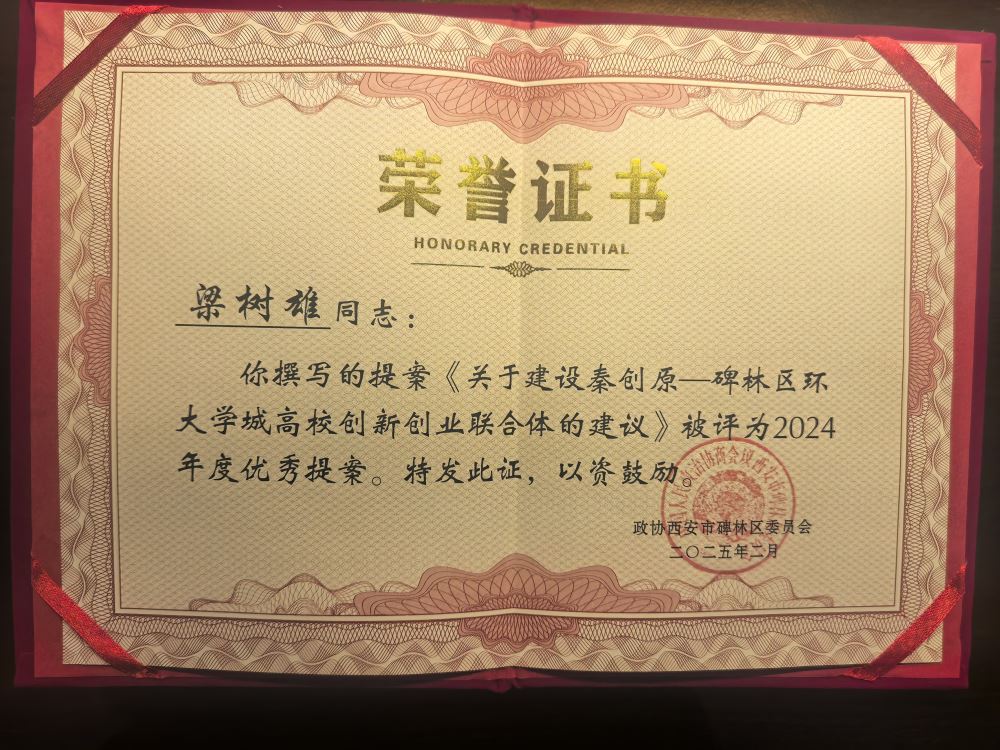 荣誉证书
HONORARY CREDENTIAL
梁树雄同志：
你撰写的提案《关于建设秦创原—碑林区环
大学城高校创新创业联合体的建议》被评为2024
年度优秀提案。特发此证，以资鼓励。
政协西安市碑林区委员会
二〇二五年二月